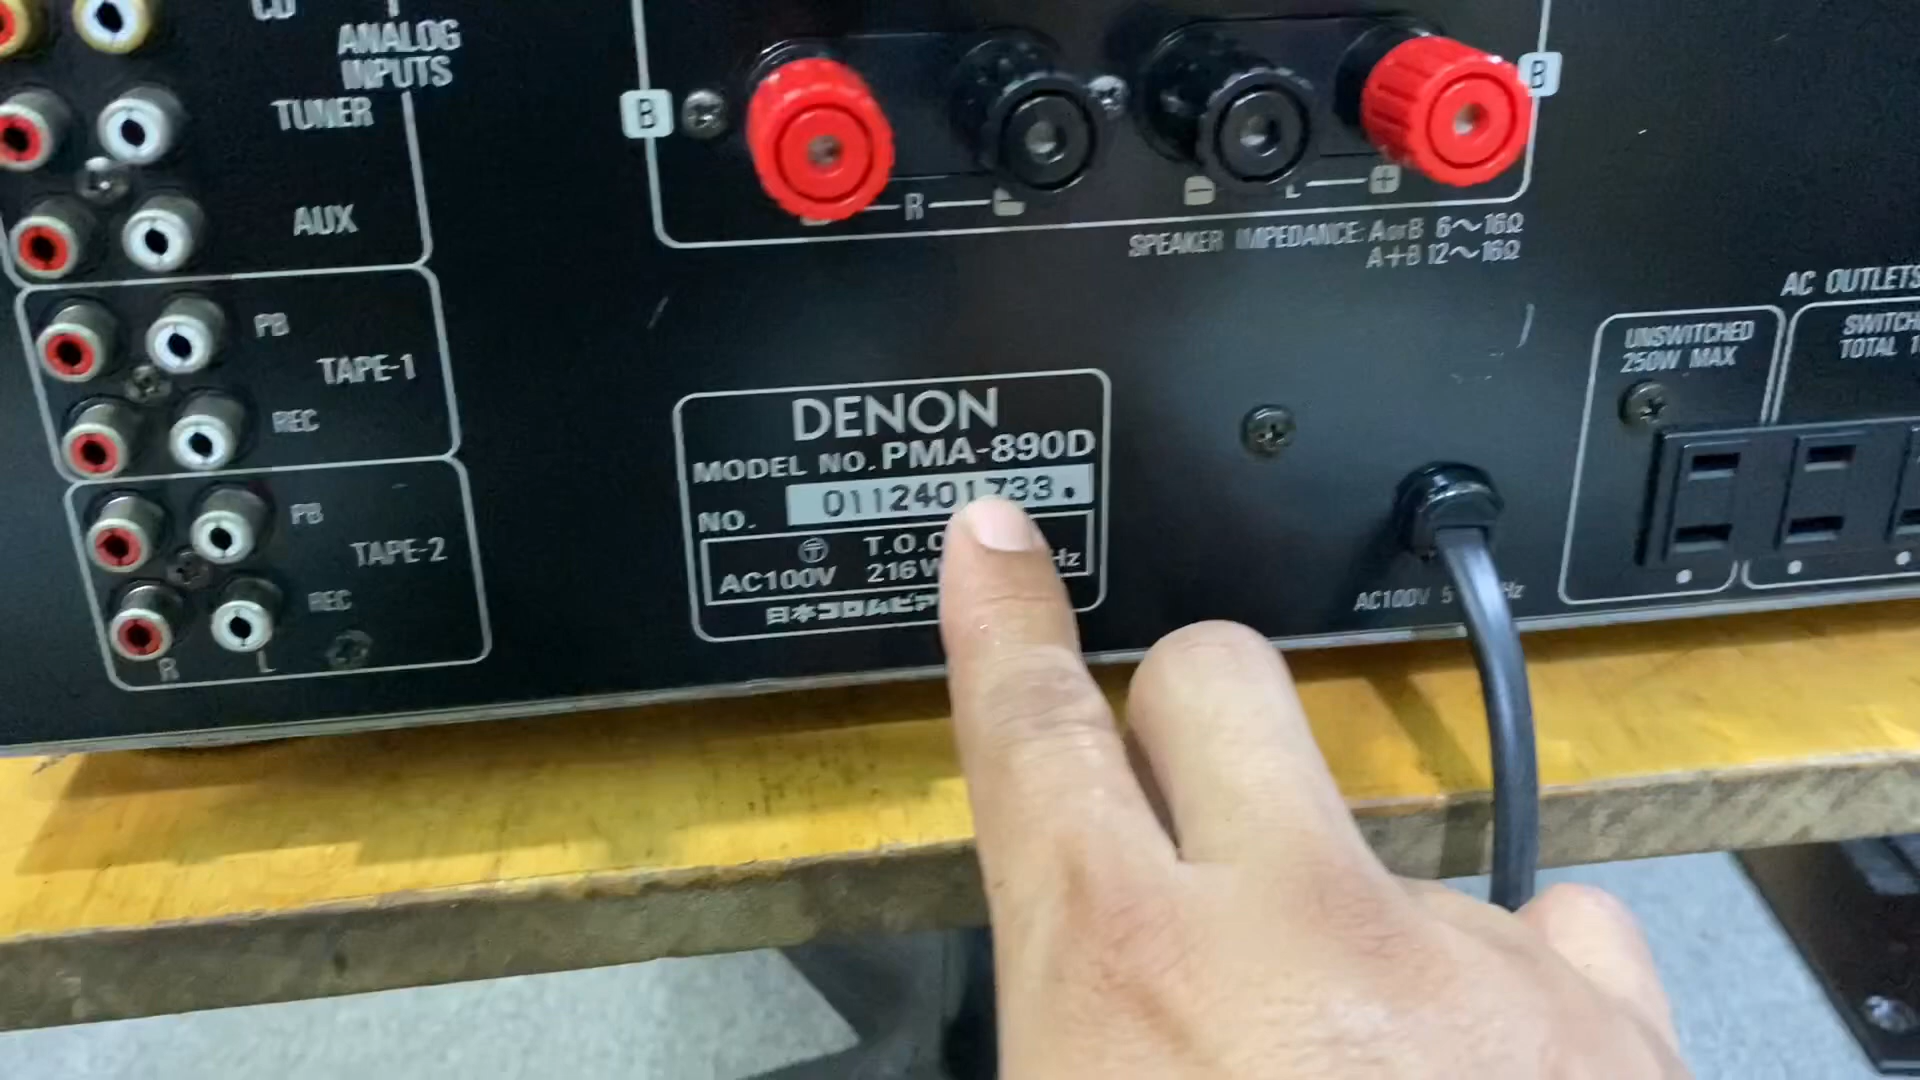 ANALOG
INPUTS
TUNER
AUX
PB
TAPE-1
REC
PB
TAPE-2
REC
R
L
B
B
R
L
SPEAKER IMPEDANCE: A or B 6~16Ω
A+B 12~16Ω
DENON
MODEL NO. PMA-890D
NO. 0112401733.
T.O.C
AC100V 216W Hz
日本コロムビア
AC100V
AC OUTLETS
UNSWITCHED
250W MAX
TOTAL